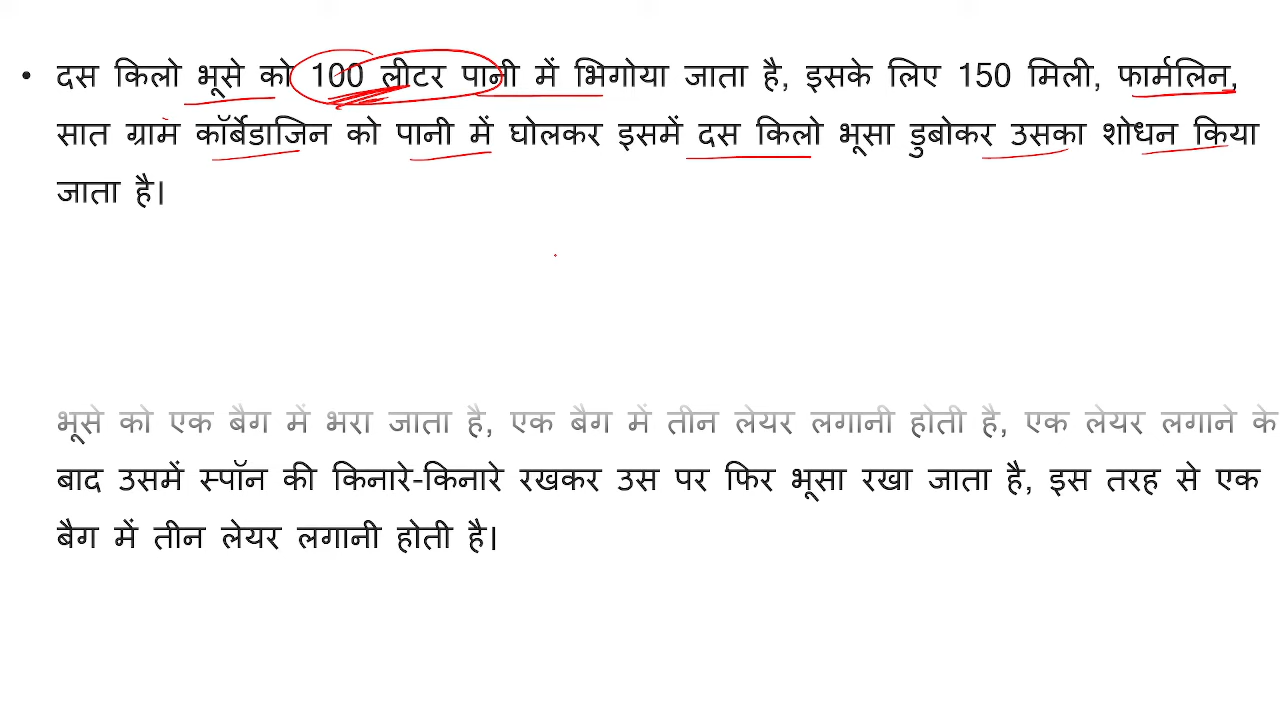 • दस किलो भूसे को 100 लीटर पानी में भिगोया जाता है, इसके लिए 150 मिली, फार्मलिन,
सात ग्राम कॉर्बेडाजिन को पानी में घोलकर इसमें दस किलो भूसा डुबोकर उसका शोधन किया
जाता है।
भूसे को एक बैग में भरा जाता है, एक बैग में तीन लेयर लगानी होती है, एक लेयर लगाने के
बाद उसमें स्पॉन की किनारे-किनारे रखकर उस पर फिर भूसा रखा जाता है, इस तरह से एक
बैग में तीन लेयर लगानी होती है।